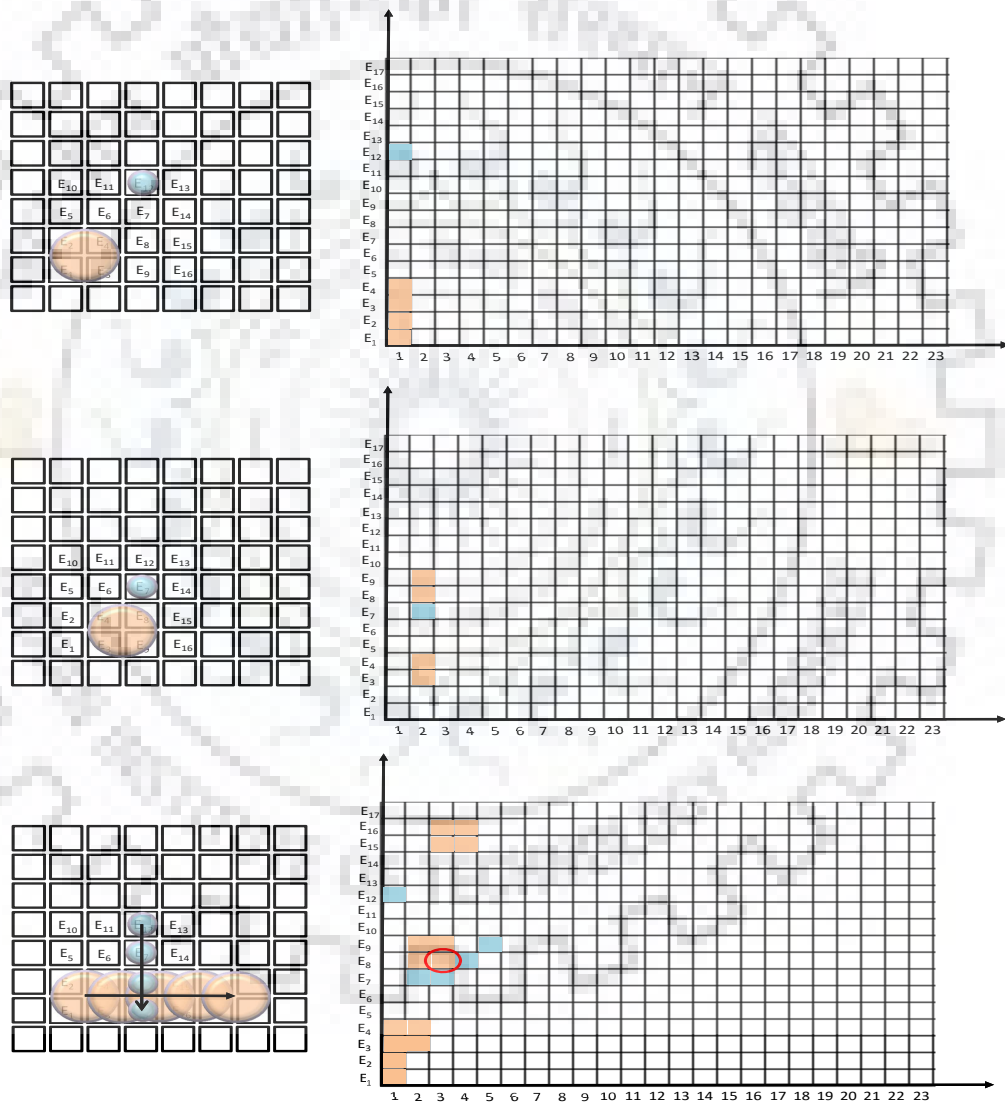 E₁₀ E₁₁ E₁₃
E₅ E₆ E₇ E₁₄
E₂ E₈ E₁₅
E₉ E₁₆
E₁₇
E₁₆
E₁₅
E₁₄
E₁₃
E₁₂
E₁₁
E₁₀
E₉
E₈
E₇
E₆
E₅
E₄
E₃
E₂
E₁
1 2 3 4 5 6 7 8 9 10 11 12 13 14 15 16 17 18 19 20 21 22 23
E₁₀ E₁₁ E₁₂ E₁₃
E₅ E₆ E₇ E₁₄
E₂ E₈ E₁₅
E₁ E₁₆
E₁₇
E₁₆
E₁₅
E₁₄
E₁₃
E₁₂
E₁₁
E₁₀
E₉
E₈
E₇
E₆
E₅
E₄
E₃
E₂
E₁
1 2 3 4 5 6 7 8 9 10 11 12 13 14 15 16 17 18 19 20 21 22 23
E₁₀ E₁₁ E₁₃
E₅ E₆ E₁₄
E₂
E₁₇
E₁₆
E₁₅
E₁₄
E₁₃
E₁₂
E₁₁
E₁₀
E₉
E₈
E₇
E₆
E₅
E₄
E₃
E₂
E₁
1 2 3 4 5 6 7 8 9 10 11 12 13 14 15 16 17 18 19 20 21 22 23